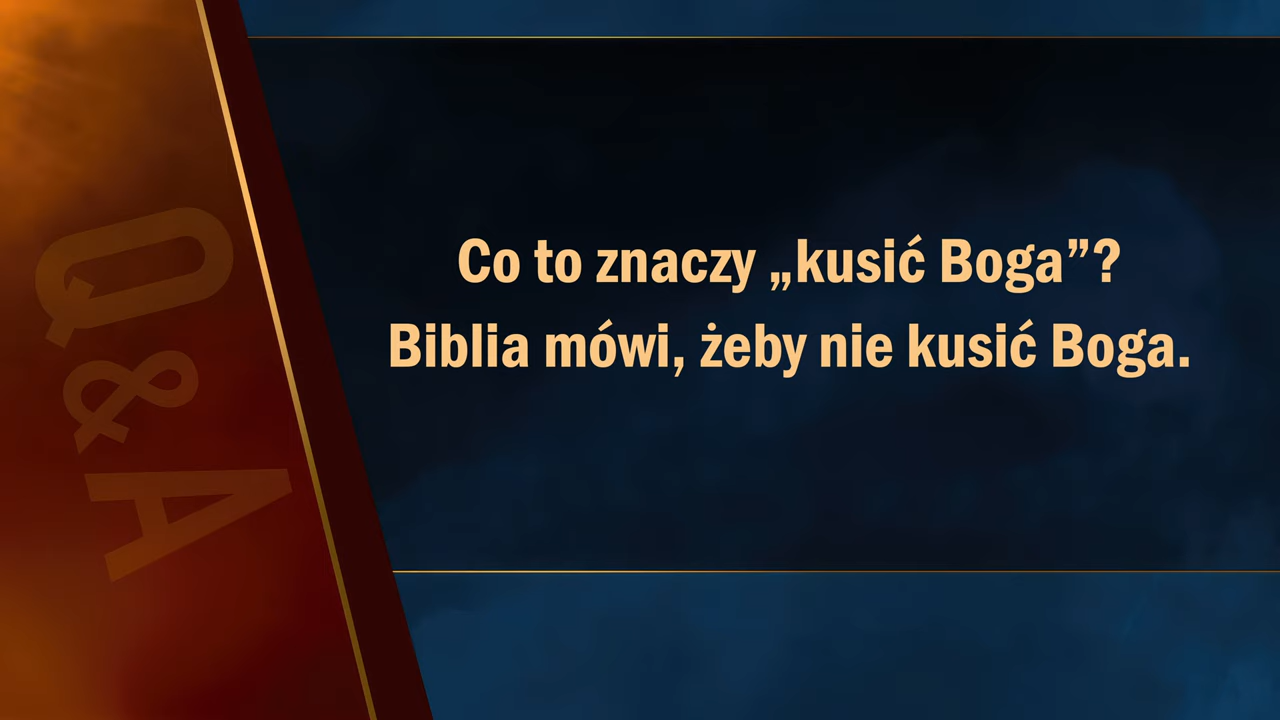 Q&A
Co to znaczy „kusić Boga”?
Biblia mówi, żeby nie kusić Boga.